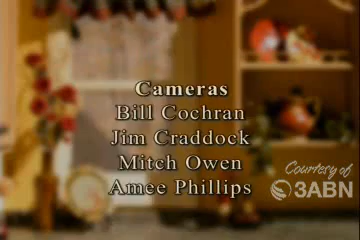 Cameras
Bill Cochran
Jim Craddock
Mitch Owen
Amee Phillips
Courtesy of
3ABN